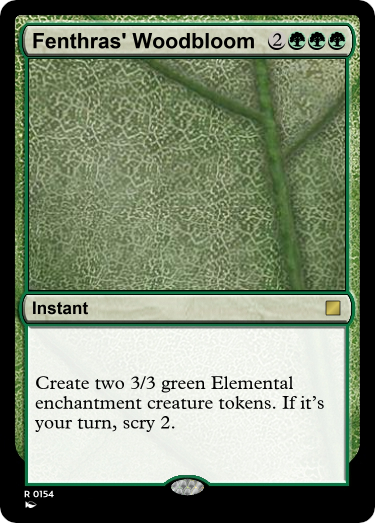 Fenthras' Woodbloom 2
Instant
Create two 3/3 green Elemental
enchantment creature tokens. If it's
your turn, scry 2.
R 0154